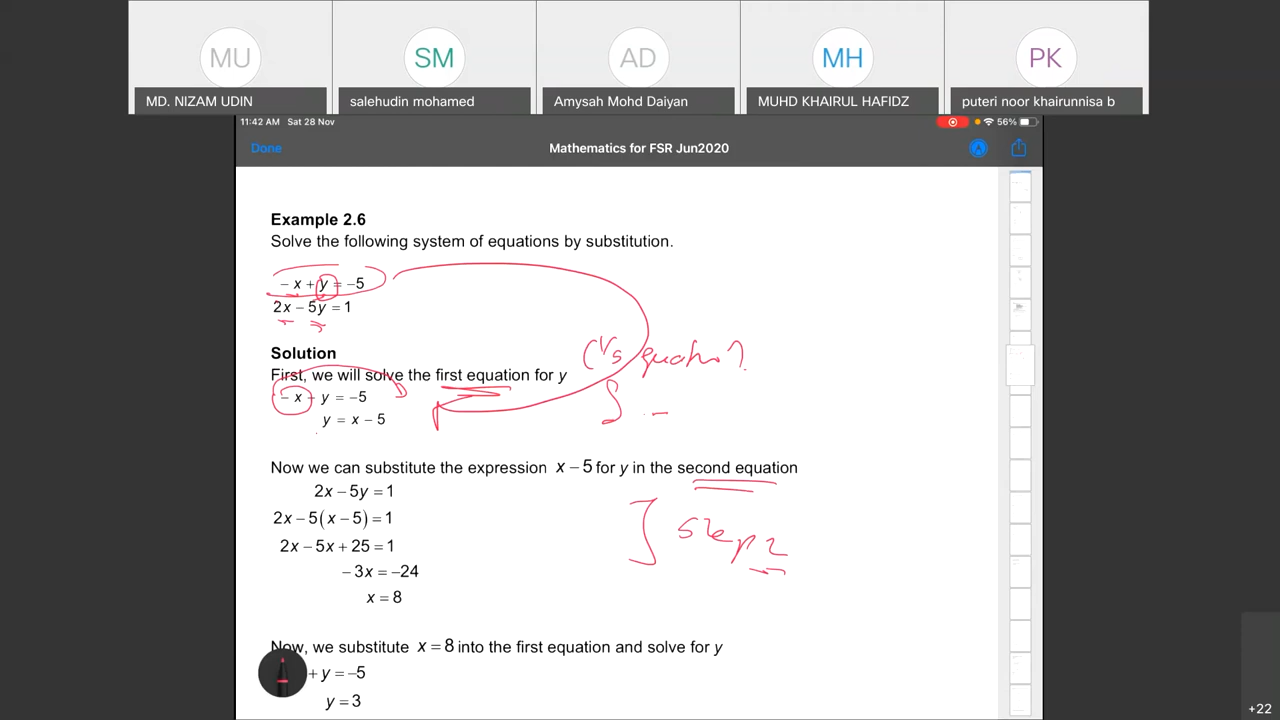 MU
SM
AD
MH
PK
MD. NIZAM UDIN
salehudin mohamed
Amysah Mohd Daiyan
MUHD KHAIRUL HAFIDZ
puteri noor khairunnisa b
11:42 AM Sat 28 Nov
56%
Done
Mathematics for FSR Jun2020
Example 2.6
Solve the following system of equations by substitution.
−x + y = −5
2x − 5y = 1
Solution
First, we will solve the first equation for y
−x + y = −5
y = x − 5
Now we can substitute the expression x − 5 for y in the second equation
2x − 5y = 1
2x − 5(x − 5) = 1
step 2
2x − 5x + 25 = 1
−3x = −24
x = 8
Now, we substitute x = 8 into the first equation and solve for y
+ y = −5
y = 3
+22